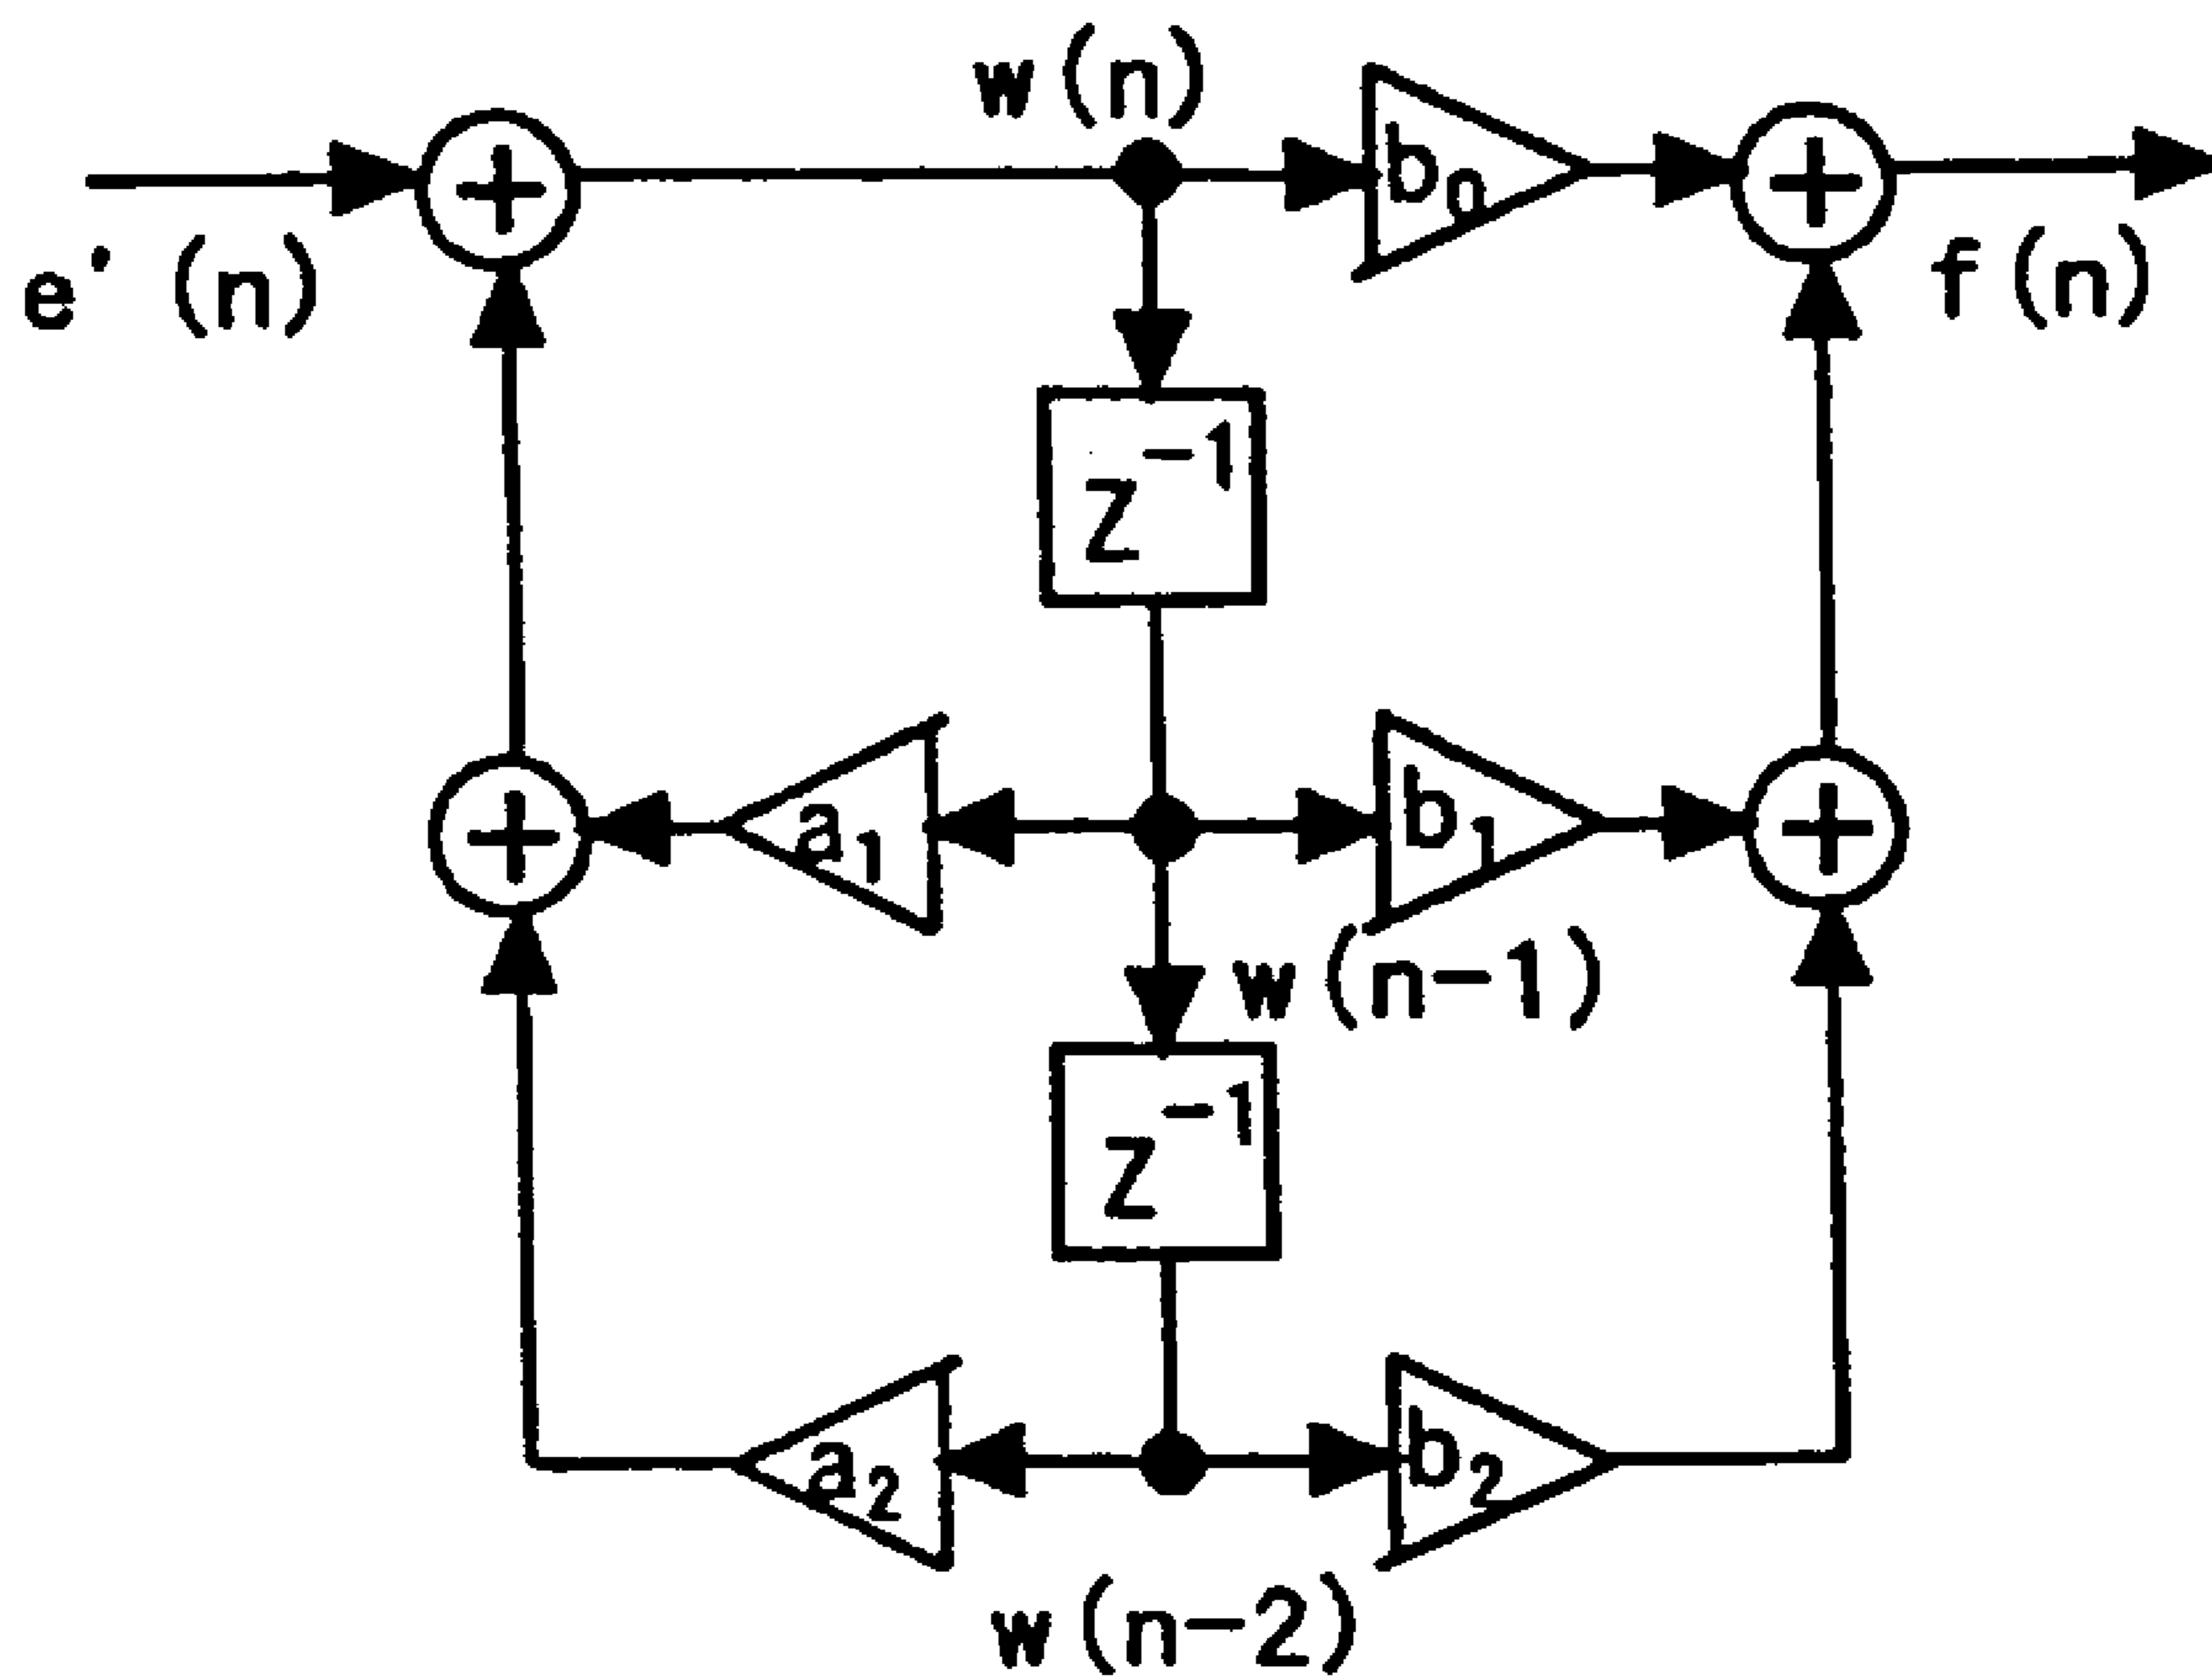 w(n)
b0
e'(n)
f(n)
z-1
a1
b1
w(n-1)
z-1
a2
b2
w(n-2)